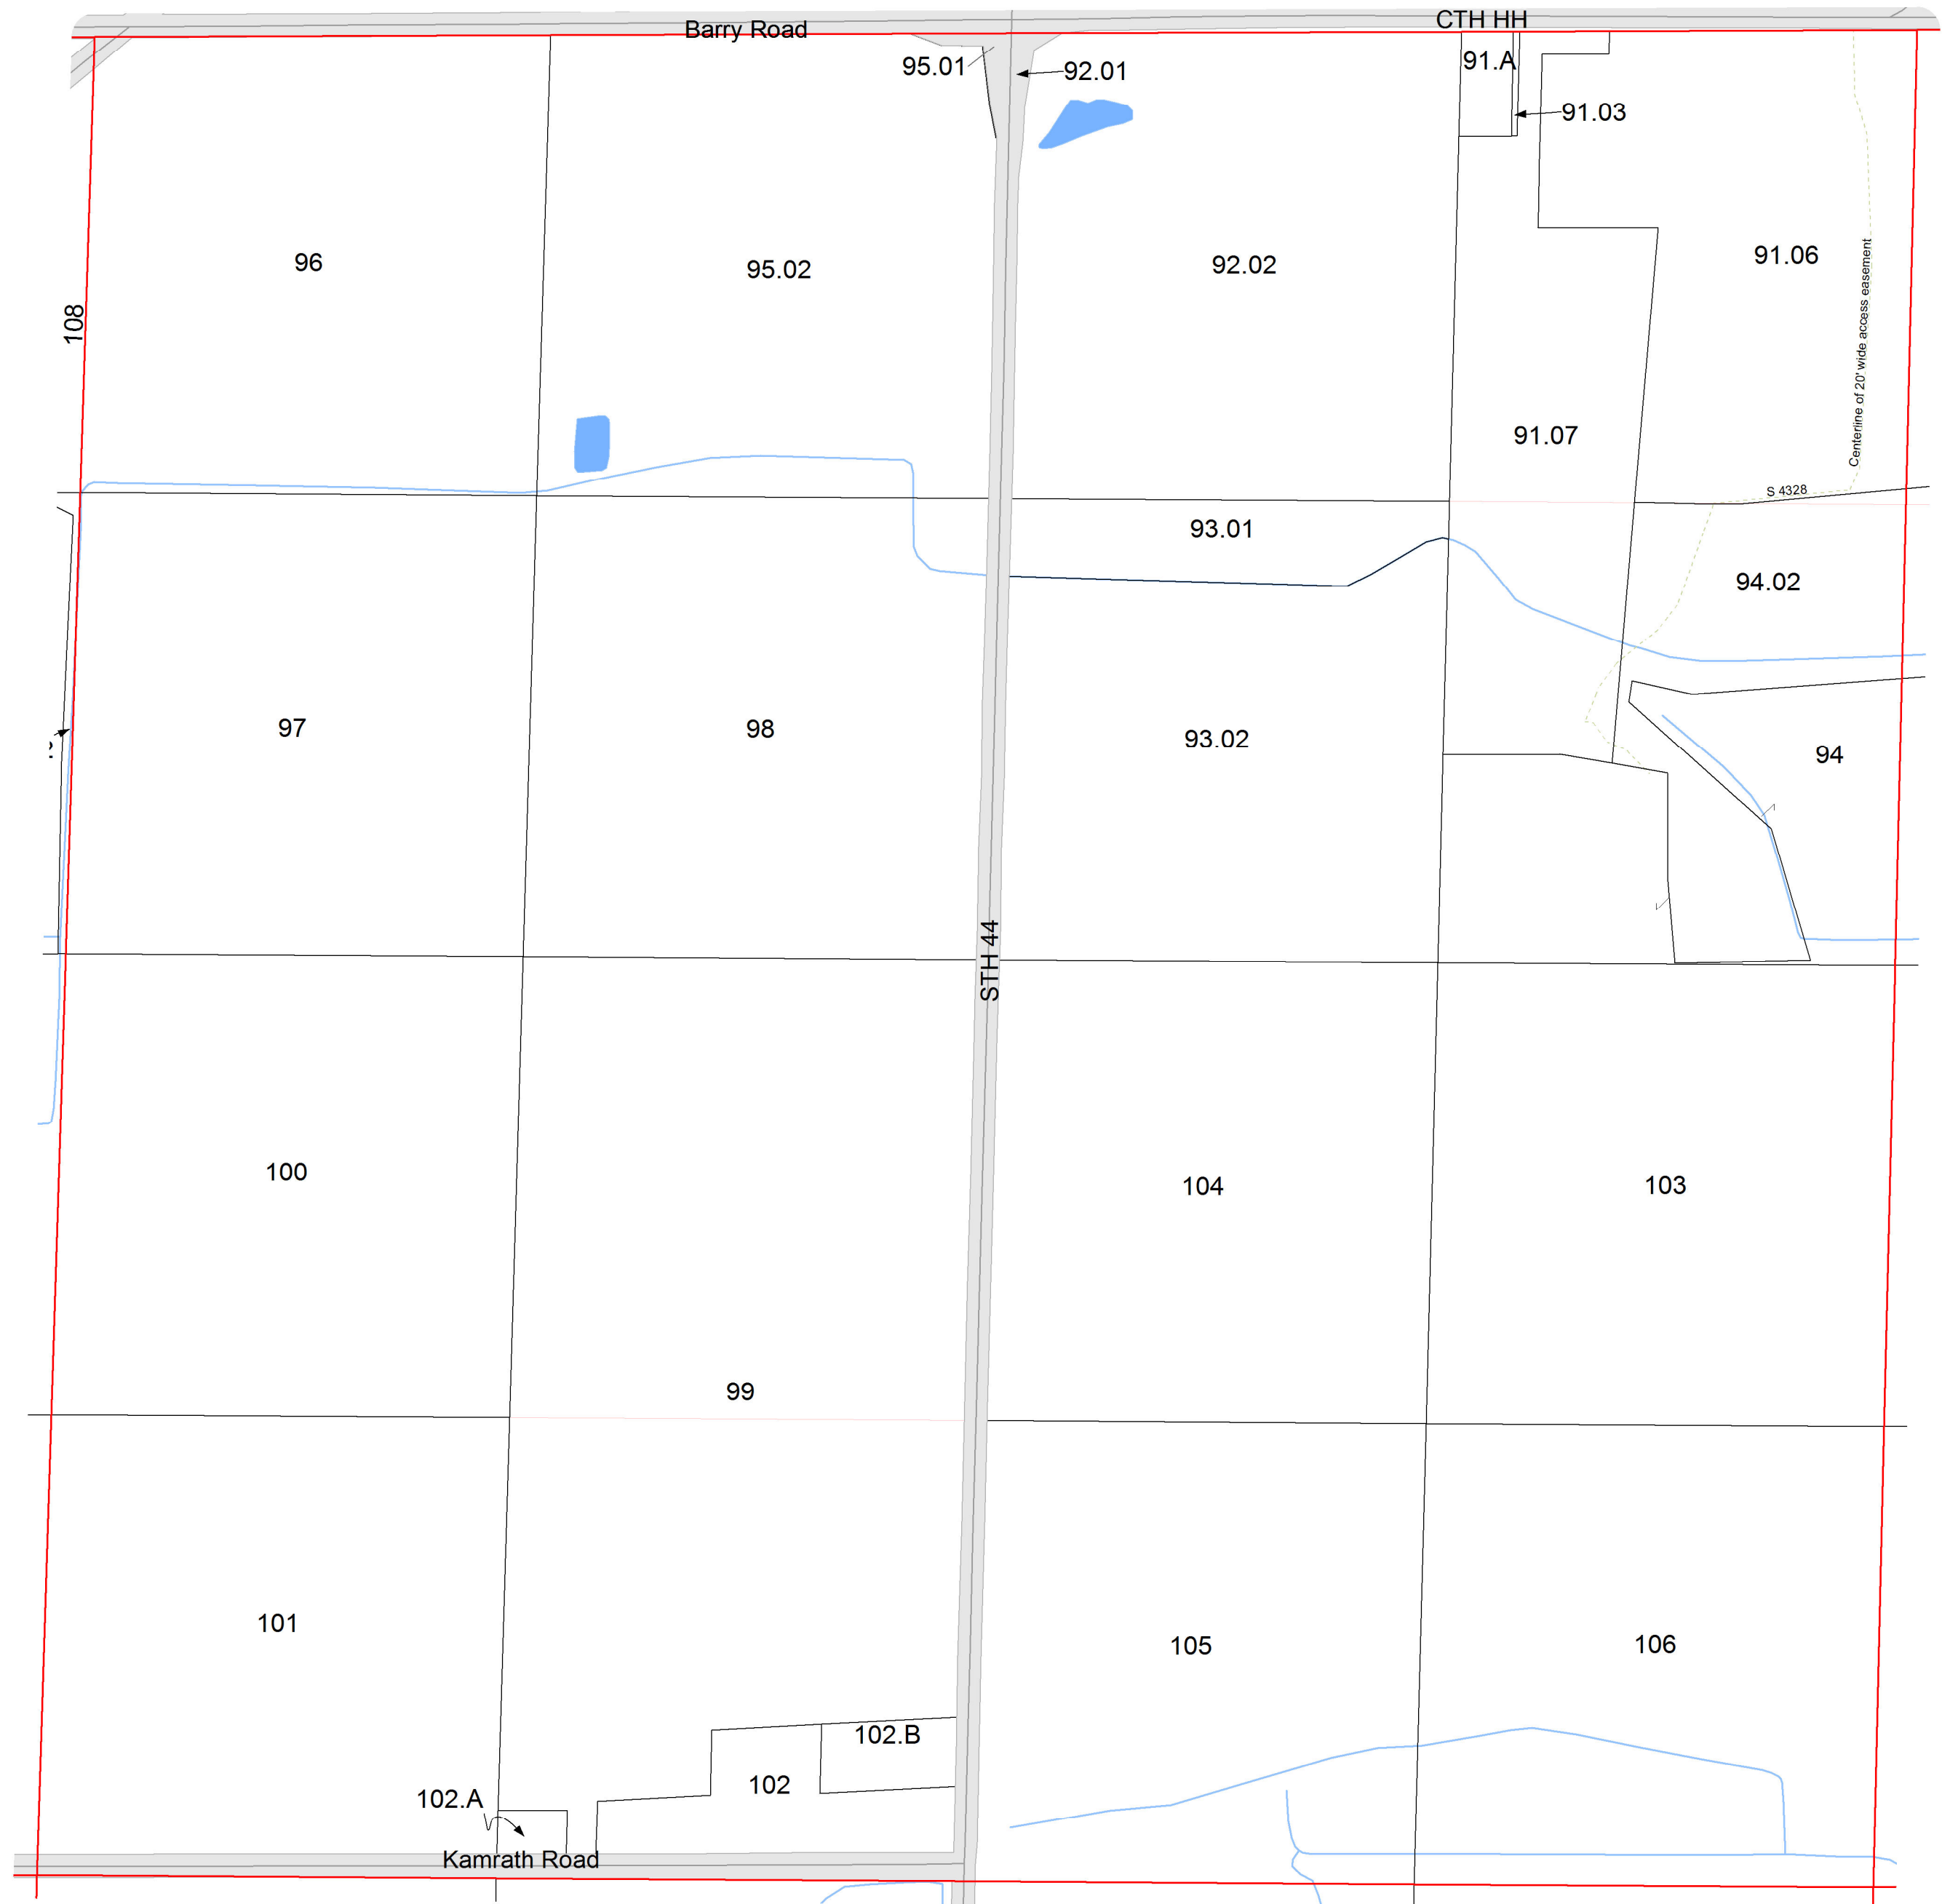 Barry Road
CTH HH
95.01
92.01
91.A
91.03
96
95.02
92.02
91.06
108
Centerline of 20' wide access easement
91.07
S 4328
93.01
94.02
97
98
93.02
94
STH 44
100
104
103
99
101
105
106
102.B
102
102.A
Kamrath Road